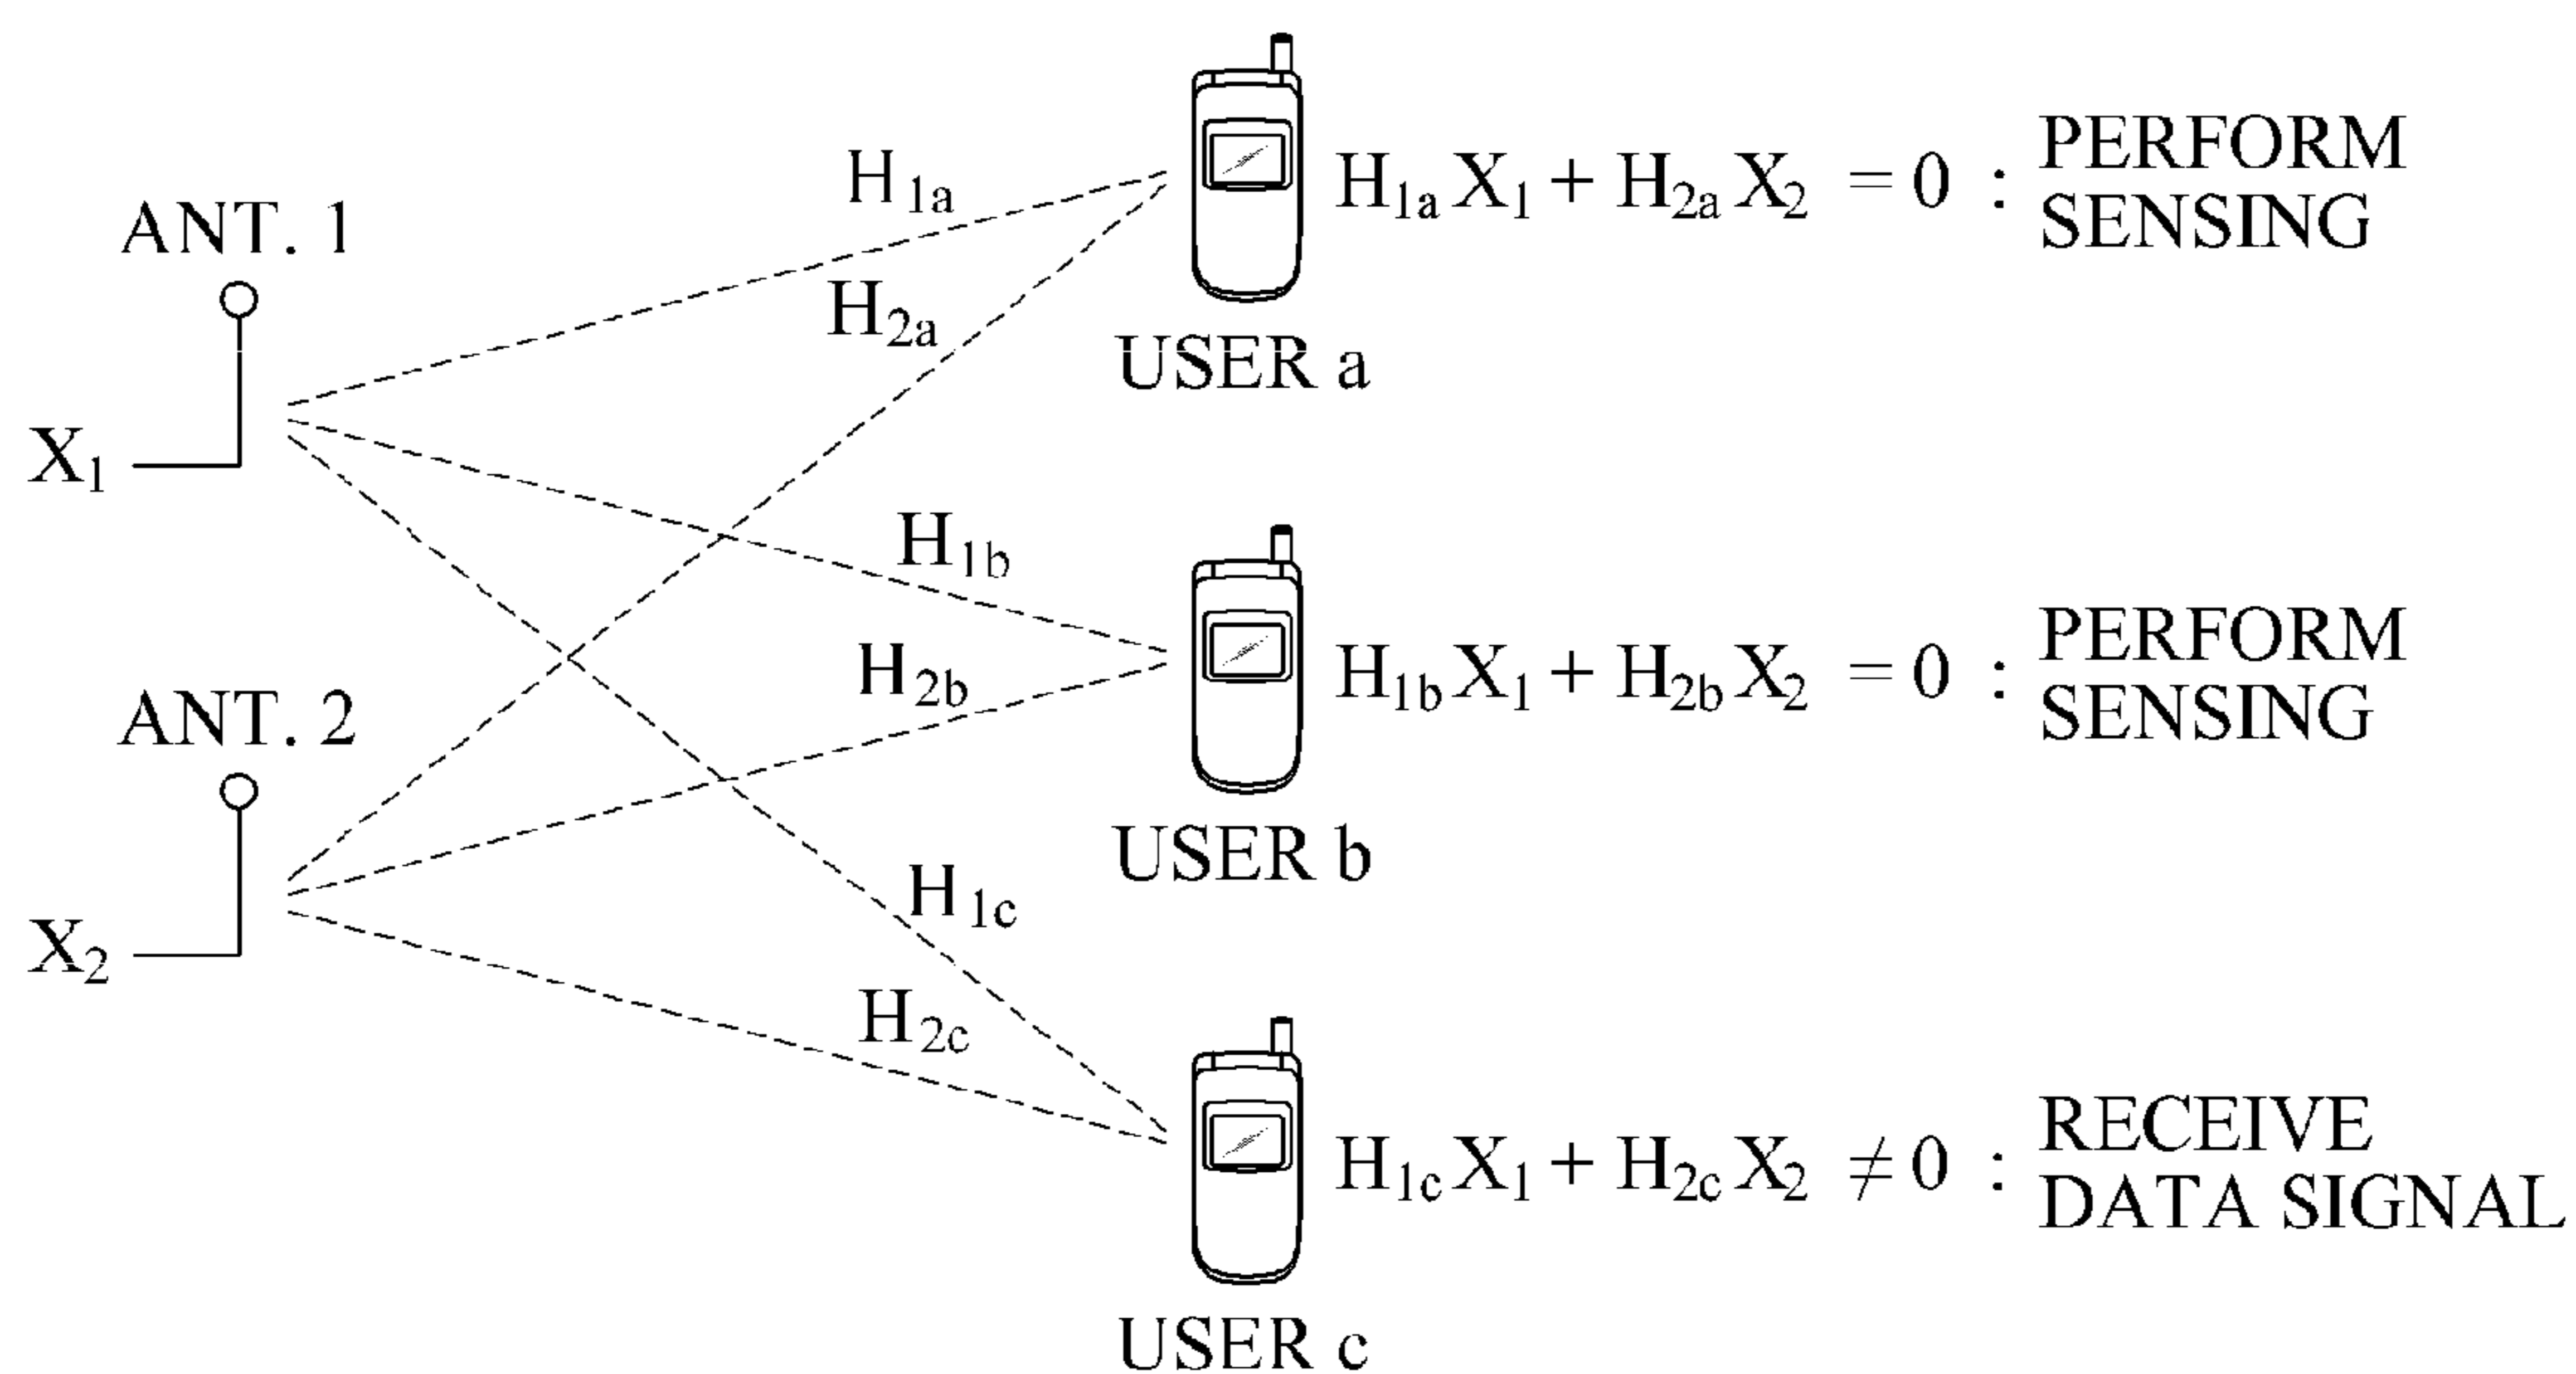 ANT. 1
X₁
H₁ₐ
H₂ₐ
USER a
H₁ₐX₁ + H₂ₐX₂ = 0 : PERFORM
SENSING
ANT. 2
X₂
H₁b
H₂b
USER b
H₁bX₁ + H₂bX₂ = 0 : PERFORM
SENSING
H₁c
H₂c
USER c
H₁cX₁ + H₂cX₂ ≠ 0 : RECEIVE
DATA SIGNAL